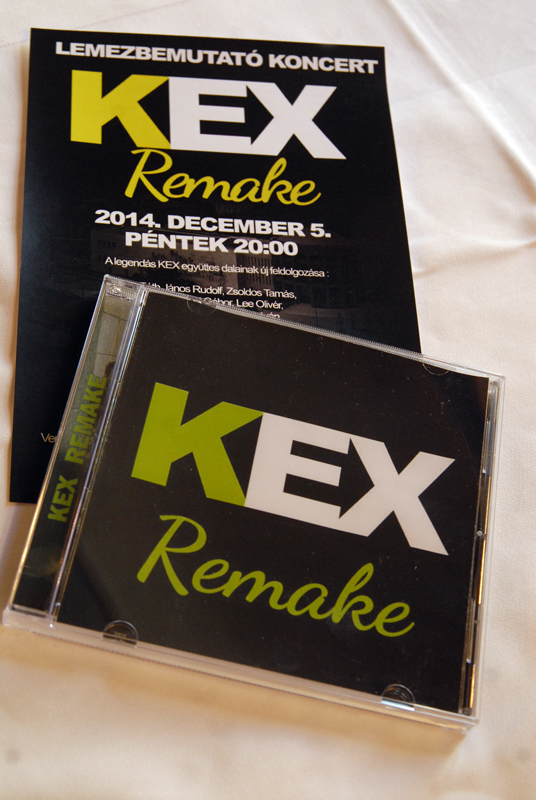 LEMEZBEMUTATÓ KONCERT
KEX
Remake
2014. DECEMBER 5.
PÉNTEK 20:00
A legendás KEX együttes dalainak új feldolgozása :
János Rudolf, Zsoldos Tamás,
Gábor, Lee Olivér,
KEX REMAKE
KEX
Remake